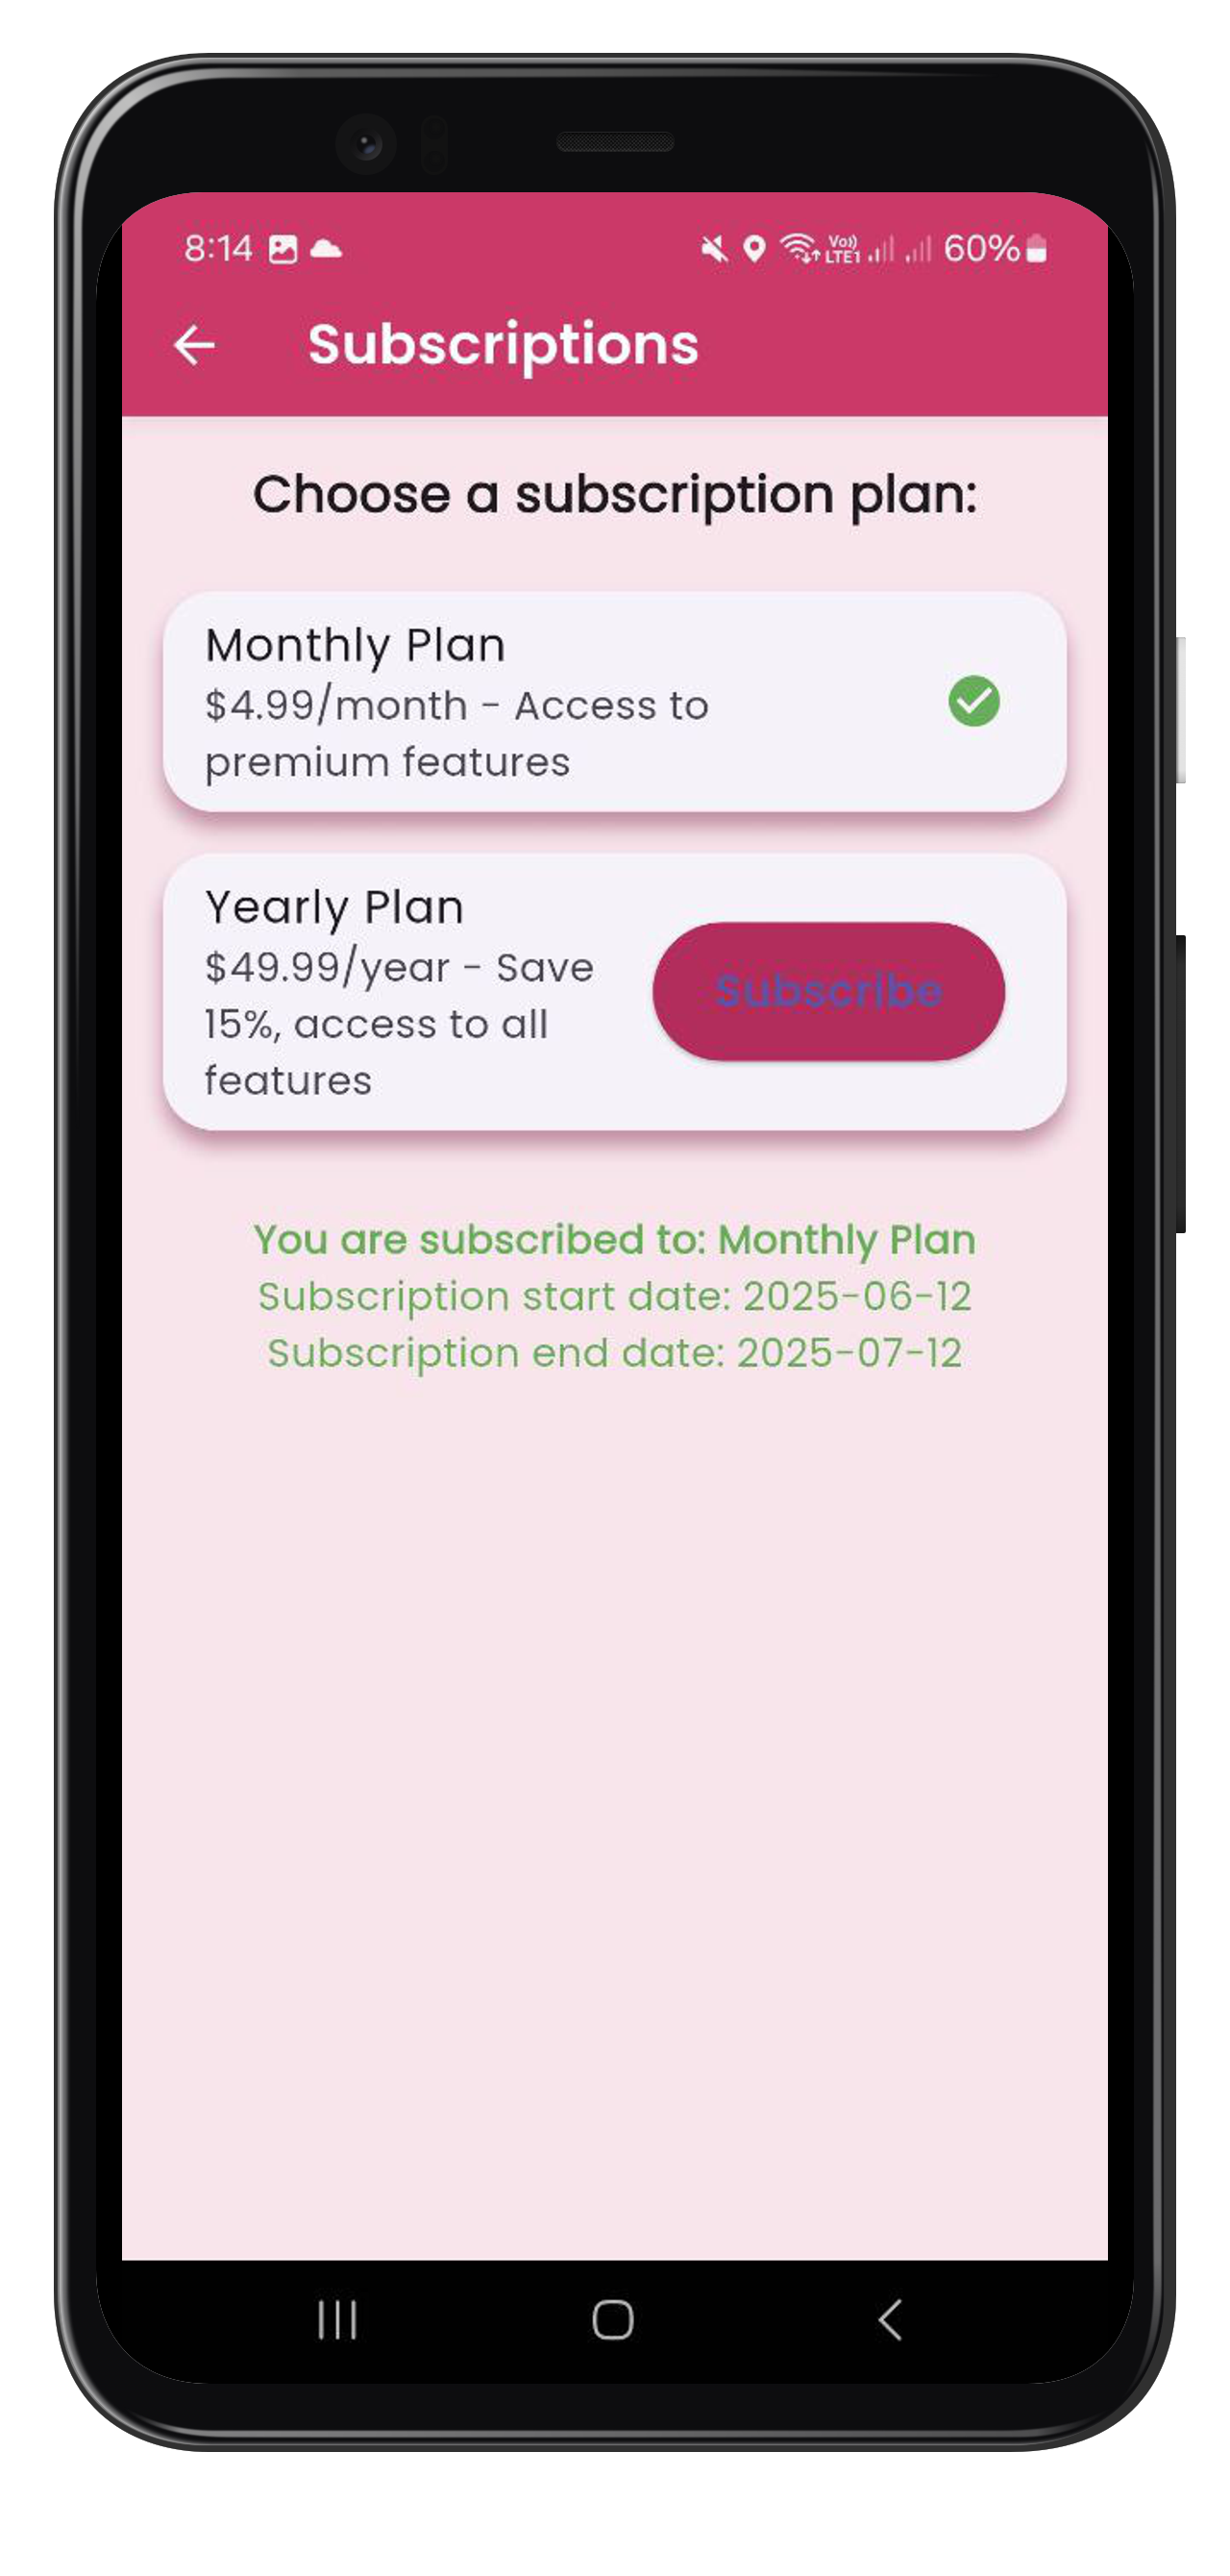 8:14 Vo)) LTE1 60%
Subscriptions
Choose a subscription plan:
Monthly Plan
$4.99/month - Access to
premium features
Yearly Plan
$49.99/year - Save
15%, access to all
features
Subscribe
You are subscribed to: Monthly Plan
Subscription start date: 2025-06-12
Subscription end date: 2025-07-12